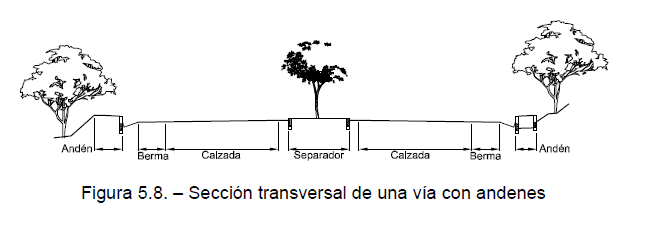 Andén Berma Calzada Separador Calzada Berma Andén
Figura 5.8. – Sección transversal de una vía con andenes